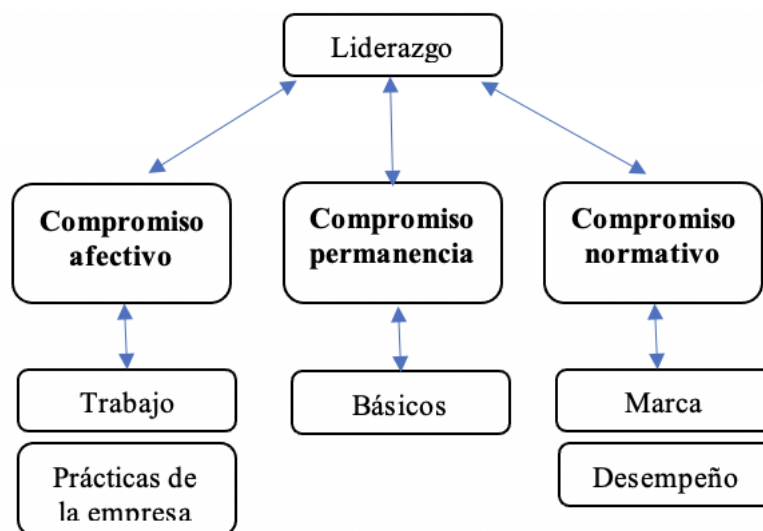 Liderazgo
Compromiso
afectivo
Compromiso
permanencia
Compromiso
normativo
Trabajo
Básicos
Marca
Prácticas de
la empresa
Desempeño